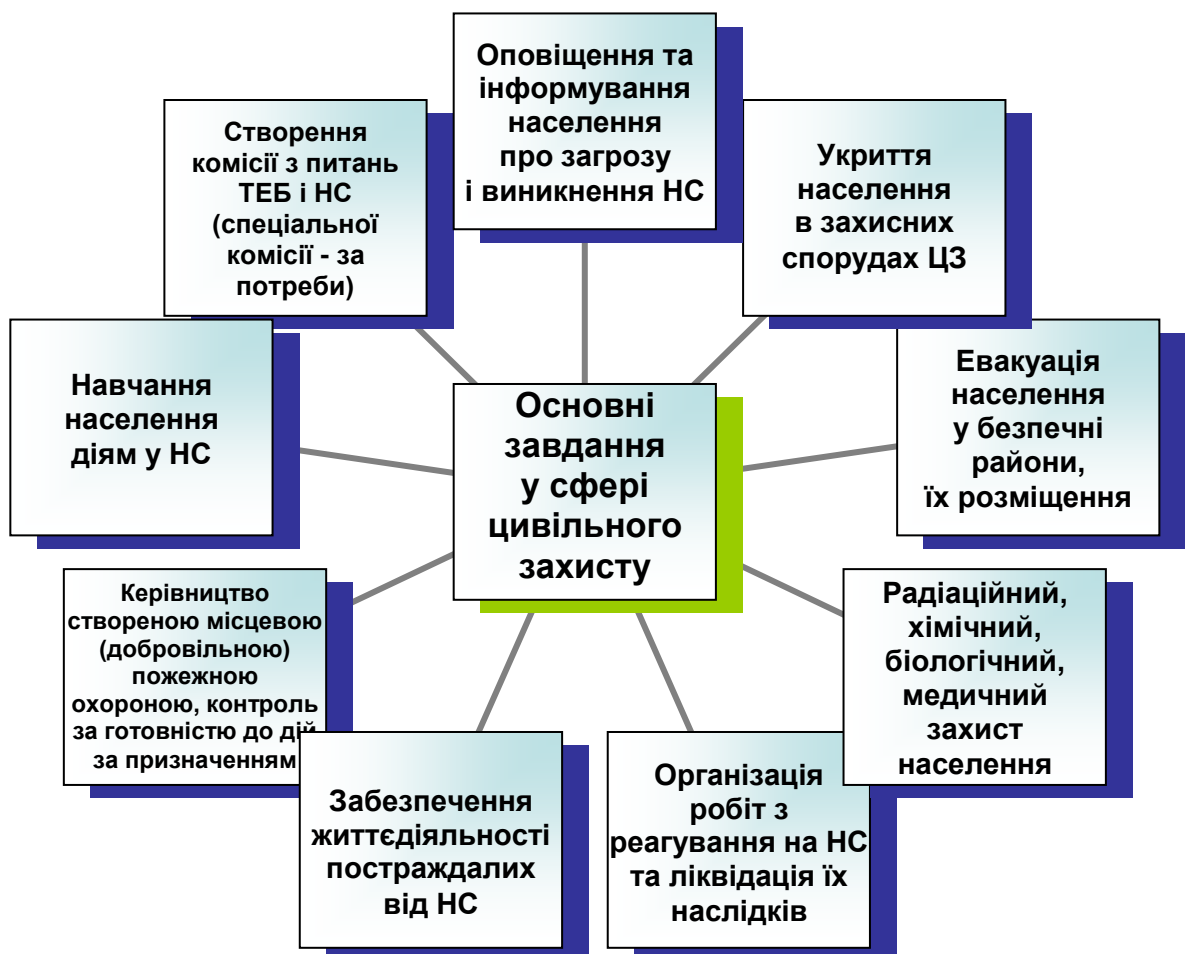 Оповіщення та
інформування
населення
про загрозу
і виникнення НС
Створення
комісії з питань
ТЕБ і НС
(спеціальної
комісії - за
потреби)
Укриття
населення
в захисних
спорудах ЦЗ
Навчання
населення
діям у НС
Основні
завдання
у сфері
цивільного
захисту
Евакуація
населення
у безпечні
райони,
їх розміщення
Керівництво
створеною місцевою
(добровільною)
пожежною
охороною, контроль
за готовністю до дій
за призначенням
Радіаційний,
хімічний,
біологічний,
медичний
захист
населення
Забезпечення
життєдіяльності
постраждалих
від НС
Організація
робіт з
реагування на НС
та ліквідація їх
наслідків